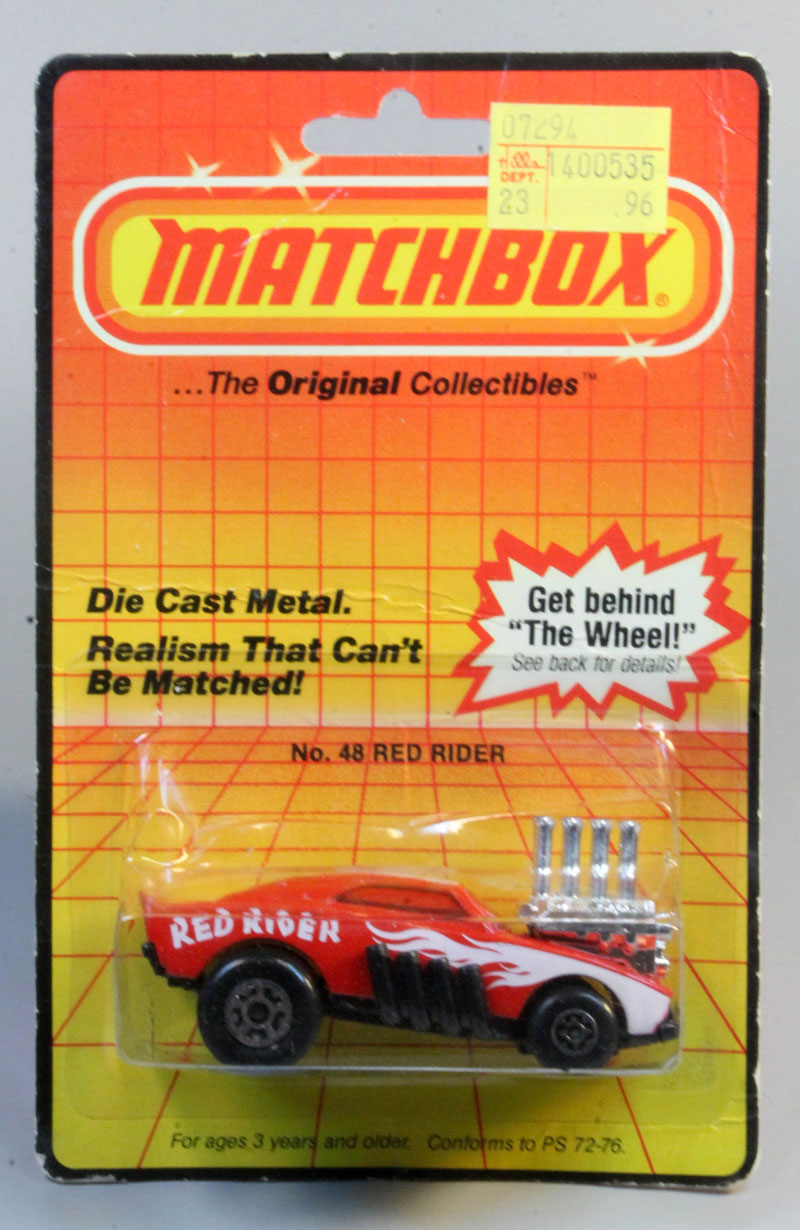 07294
Hills 1400535
DEPT.
23 .96
MATCHBOX®
...The Original Collectibles™
Die Cast Metal.
Realism That Can't
Be Matched!
Get behind
"The Wheel!"
See back for details!
No. 48 RED RIDER
RED RIDER
For ages 3 years and older. Conforms to PS 72-76.